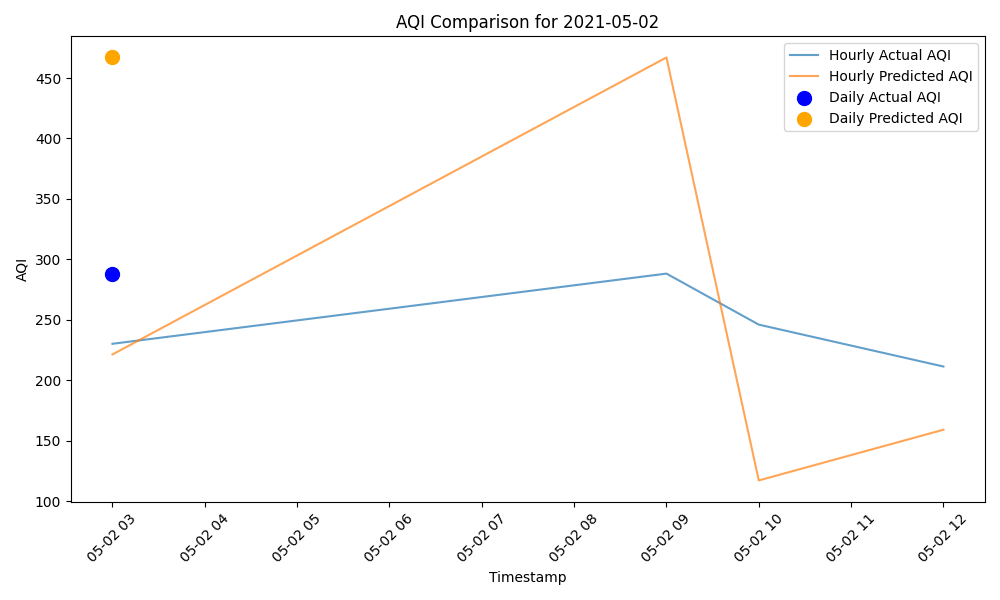 AQI Comparison for 2021-05-02
Hourly Actual AQI
Hourly Predicted AQI
Daily Actual AQI
Daily Predicted AQI
AQI
450
400
350
300
250
200
150
100
05-02 03
05-02 04
05-02 05
05-02 06
05-02 07
05-02 08
05-02 09
05-02 10
05-02 11
05-02 12
Timestamp